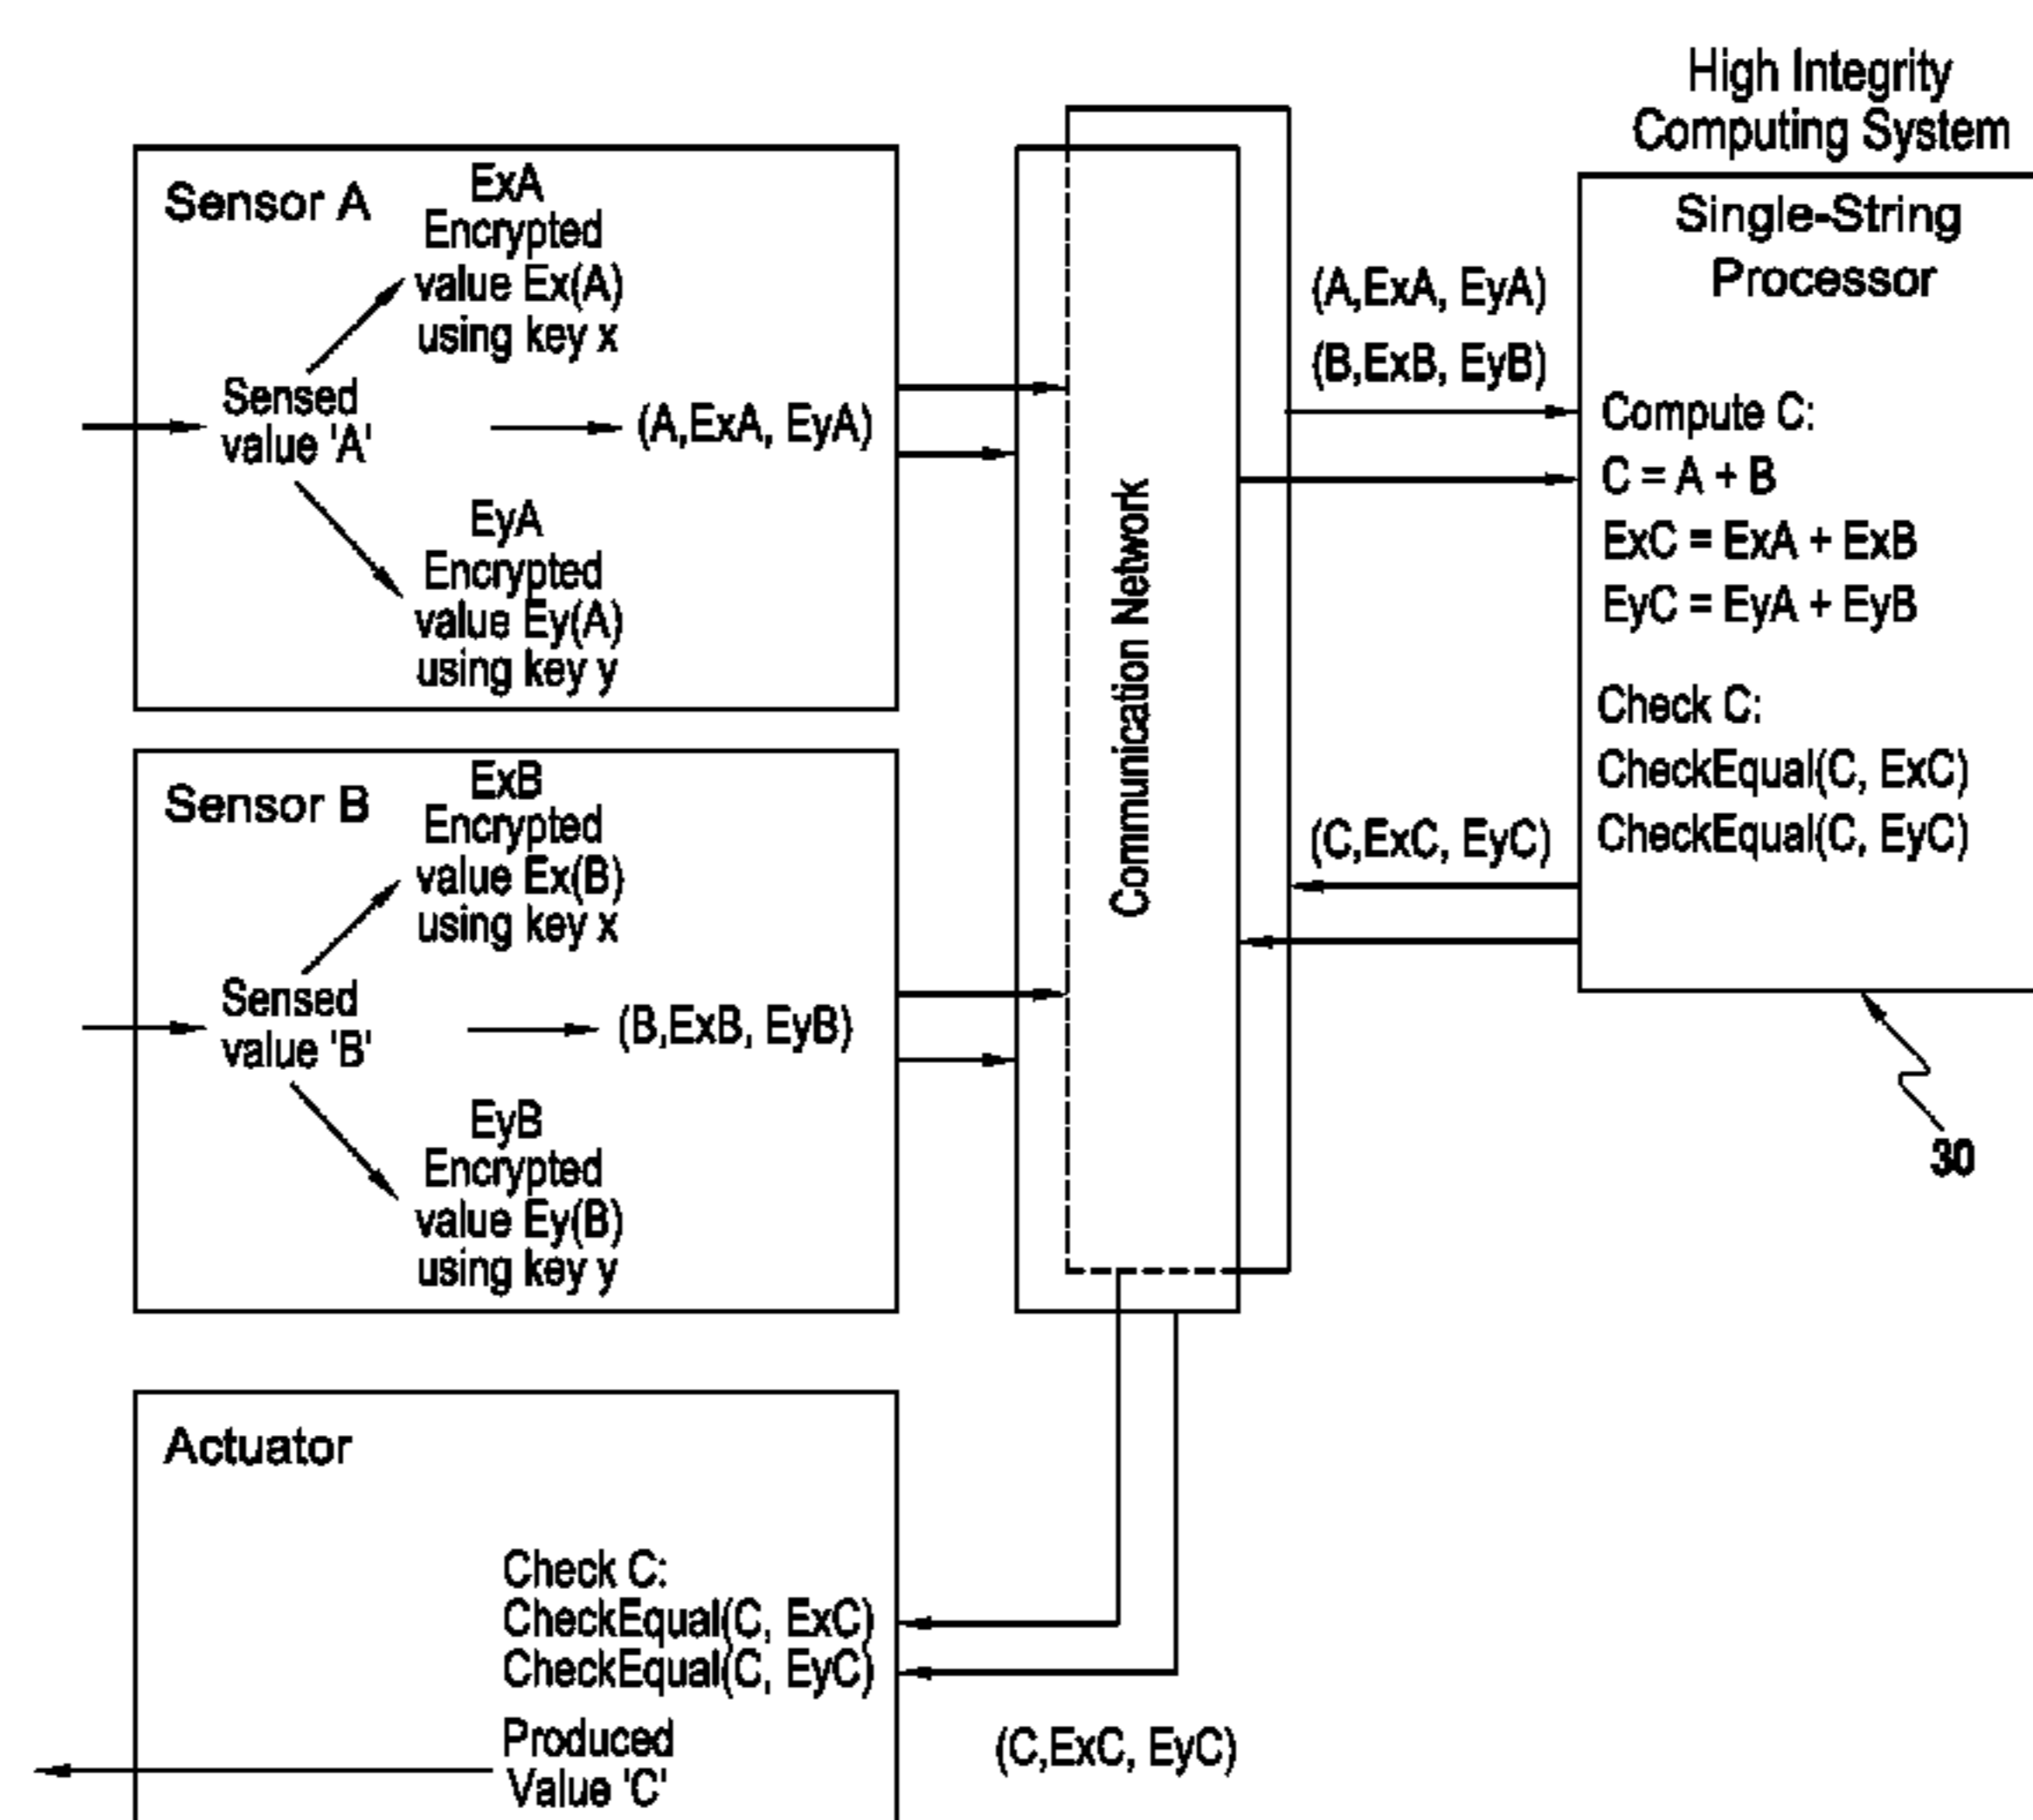 High Integrity
Computing System
Sensor A
ExA
Encrypted
value Ex(A)
using key x
Sensed
value 'A'
(A,ExA, EyA)
EyA
Encrypted
value Ey(A)
using key y
Sensor B
ExB
Encrypted
value Ex(B)
using key x
Sensed
value 'B'
(B,ExB, EyB)
EyB
Encrypted
value Ey(B)
using key y
Communication Network
(A,ExA, EyA)
(B,ExB, EyB)
(C,ExC, EyC)
Single-String
Processor
Compute C:
C = A + B
ExC = ExA + ExB
EyC = EyA + EyB
Check C:
CheckEqual(C, ExC)
CheckEqual(C, EyC)
30
Actuator
Check C:
CheckEqual(C, ExC)
CheckEqual(C, EyC)
Produced
Value 'C'
(C,ExC, EyC)